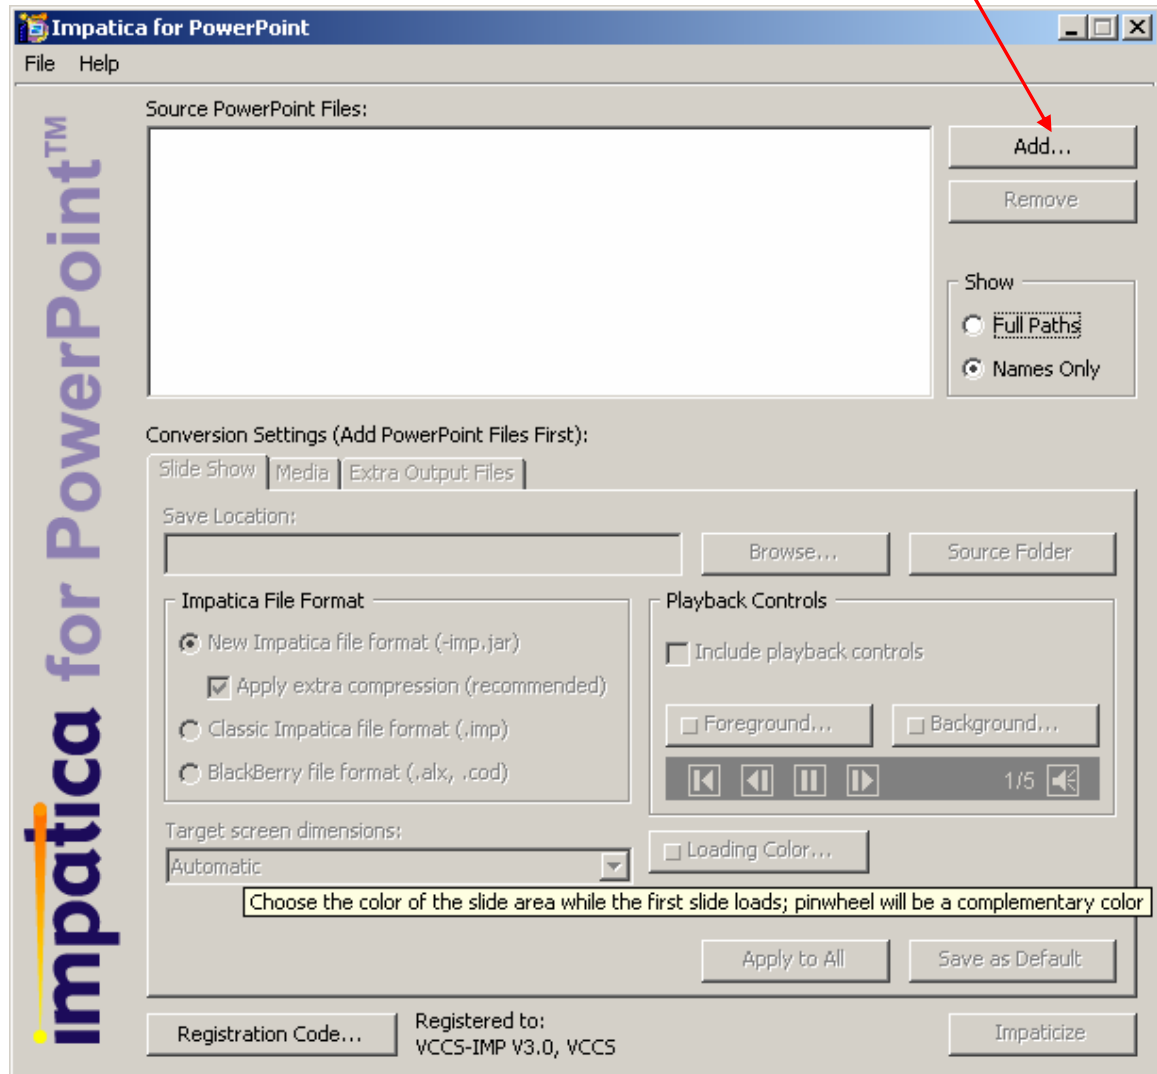 Impatica for PowerPoint
File Help
impatica for PowerPoint™
Source PowerPoint Files:
Add...
Remove
Show
Full Paths
Names Only
Conversion Settings (Add PowerPoint Files First):
Slide Show Media Extra Output Files
Save Location:
Browse... Source Folder
Impatica File Format
New Impatica file format (-imp.jar)
Apply extra compression (recommended)
Classic Impatica file format (.imp)
BlackBerry file format (.alx, .cod)
Playback Controls
Include playback controls
Foreground... Background...
1/5
Target screen dimensions:
Automatic
Loading Color...
Choose the color of the slide area while the first slide loads; pinwheel will be a complementary color
Apply to All Save as Default
Registration Code...
Registered to:
VCCS-IMP V3.0, VCCS
Impaticize